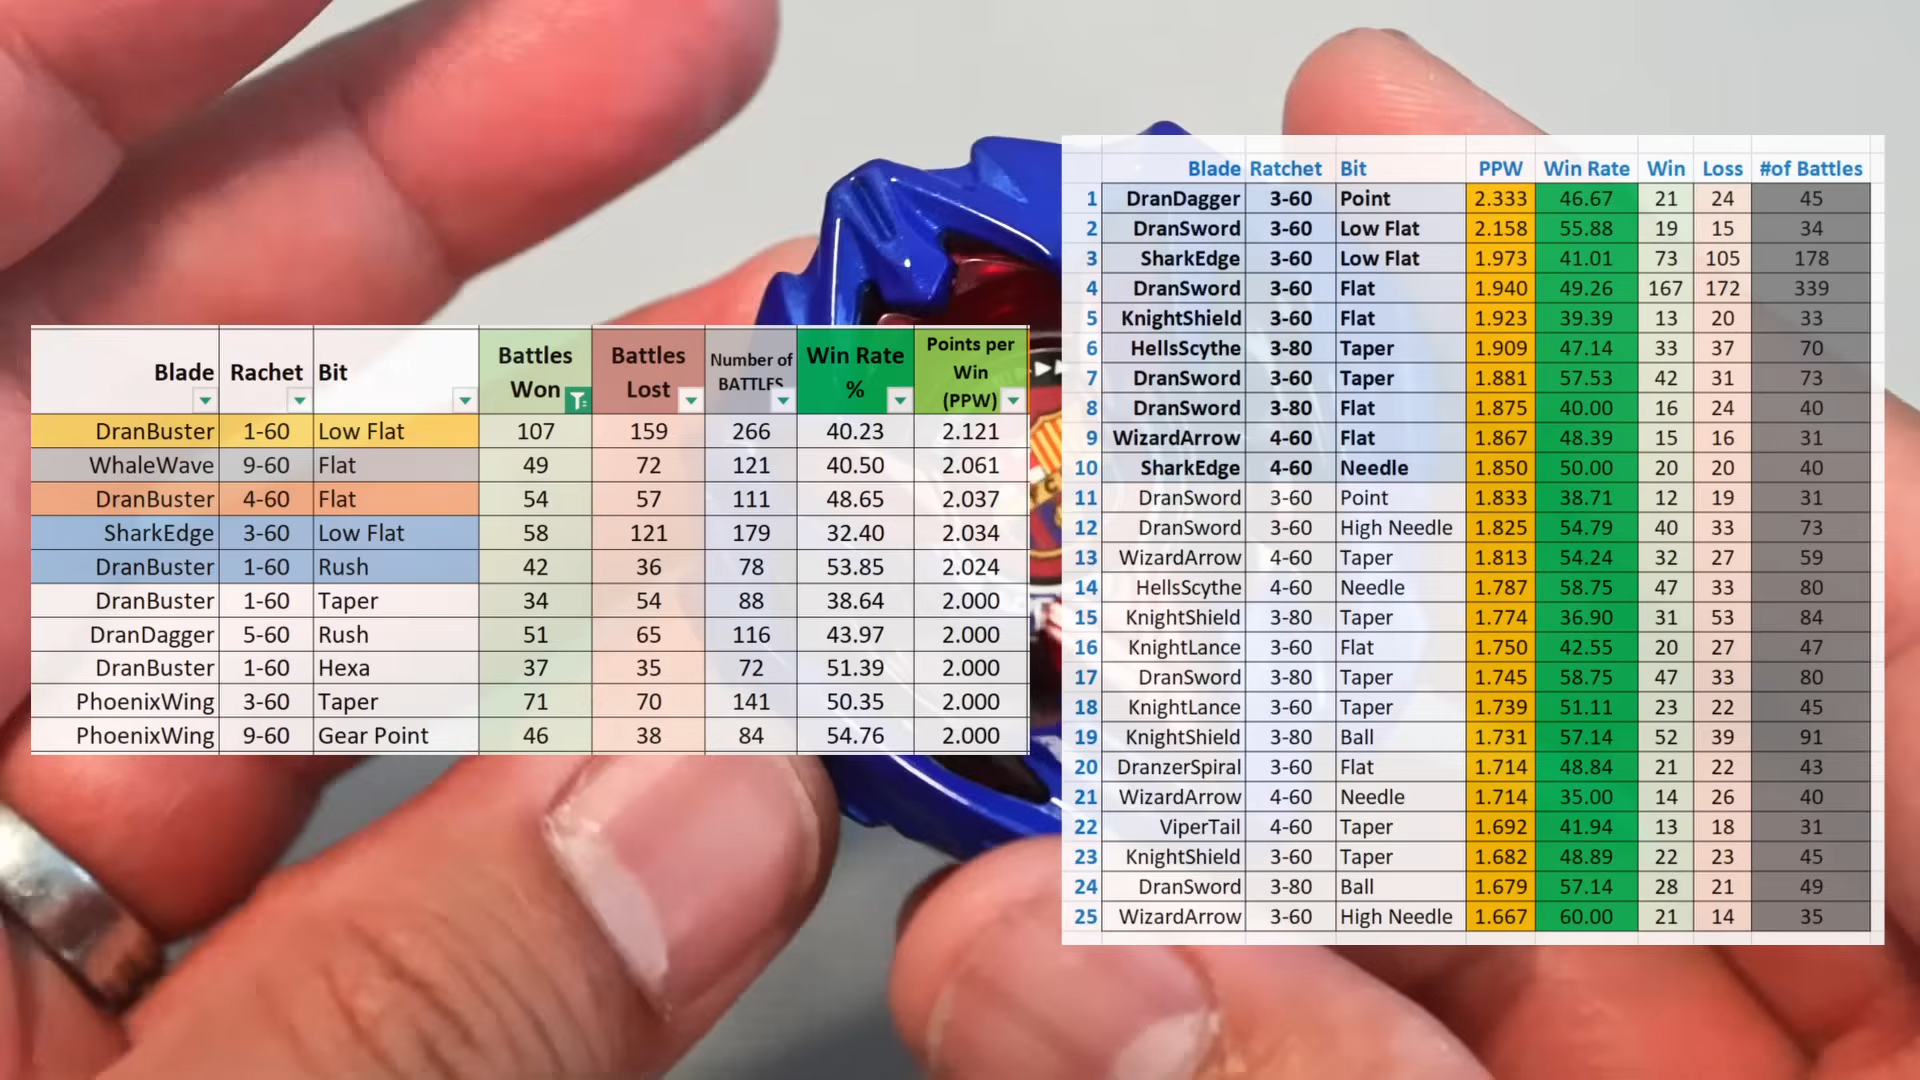 Blade Rachet Bit Battles Won Battles Lost Number of BATTLES Win Rate % Points per Win (PPW)
DranBuster 1-60 Low Flat 107 159 266 40.23 2.121
WhaleWave 9-60 Flat 49 72 121 40.50 2.061
DranBuster 4-60 Flat 54 57 111 48.65 2.037
SharkEdge 3-60 Low Flat 58 121 179 32.40 2.034
DranBuster 1-60 Rush 42 36 78 53.85 2.024
DranBuster 1-60 Taper 34 54 88 38.64 2.000
DranDagger 5-60 Rush 51 65 116 43.97 2.000
DranBuster 1-60 Hexa 37 35 72 51.39 2.000
PhoenixWing 3-60 Taper 71 70 141 50.35 2.000
PhoenixWing 9-60 Gear Point 46 38 84 54.76 2.000
Blade Ratchet Bit PPW Win Rate Win Loss #of Battles
1 DranDagger 3-60 Point 2.333 46.67 21 24 45
2 DranSword 3-60 Low Flat 2.158 55.88 19 15 34
3 SharkEdge 3-60 Low Flat 1.973 41.01 73 105 178
4 DranSword 3-60 Flat 1.940 49.26 167 172 339
5 KnightShield 3-60 Flat 1.923 39.39 13 20 33
6 HellsScythe 3-80 Taper 1.909 47.14 33 37 70
7 DranSword 3-60 Taper 1.881 57.53 42 31 73
8 DranSword 3-80 Flat 1.875 40.00 16 24 40
9 WizardArrow 4-60 Flat 1.867 48.39 15 16 31
10 SharkEdge 4-60 Needle 1.850 50.00 20 20 40
11 DranSword 3-60 Point 1.833 38.71 12 19 31
12 DranSword 3-60 High Needle 1.825 54.79 40 33 73
13 WizardArrow 4-60 Taper 1.813 54.24 32 27 59
14 HellsScythe 4-60 Needle 1.787 58.75 47 33 80
15 KnightShield 3-80 Taper 1.774 36.90 31 53 84
16 KnightLance 3-60 Flat 1.750 42.55 20 27 47
17 DranSword 3-80 Taper 1.745 58.75 47 33 80
18 KnightLance 3-60 Taper 1.739 51.11 23 22 45
19 KnightShield 3-80 Ball 1.731 57.14 52 39 91
20 DranzerSpiral 3-60 Flat 1.714 48.84 21 22 43
21 WizardArrow 4-60 Needle 1.714 35.00 14 26 40
22 ViperTail 4-60 Taper 1.692 41.94 13 18 31
23 KnightShield 3-60 Taper 1.682 48.89 22 23 45
24 DranSword 3-80 Ball 1.679 57.14 28 21 49
25 WizardArrow 3-60 High Needle 1.667 60.00 21 14 35